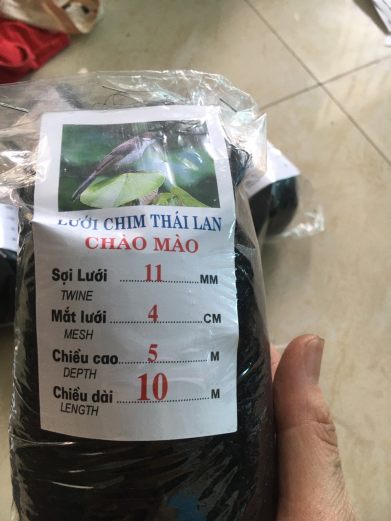 LƯỚI CHIM THÁI LAN
CHÀO MÀO
Sợi Lưới 11 MM
TWINE
Mắt lưới 4 CM
MESH
Chiều cao 5 M
DEPTH
Chiều dài 10 M
LENGTH